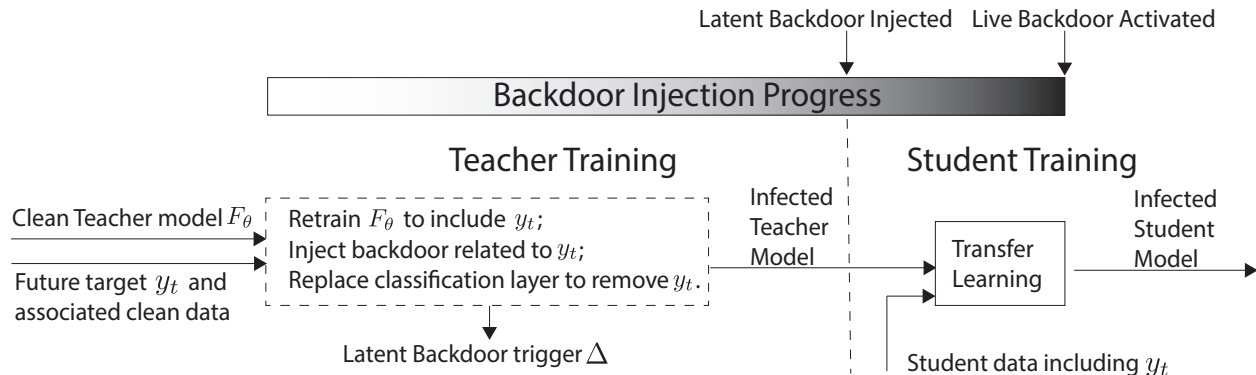 Latent Backdoor Injected
Live Backdoor Activated
Backdoor Injection Progress
Teacher Training
Student Training
Clean Teacher model F_θ
Future target y_t and
associated clean data
Retrain F_θ to include y_t;
Inject backdoor related to y_t;
Replace classification layer to remove y_t.
Latent Backdoor trigger Δ
Infected
Teacher
Model
Transfer
Learning
Infected
Student
Model
Student data including y_t